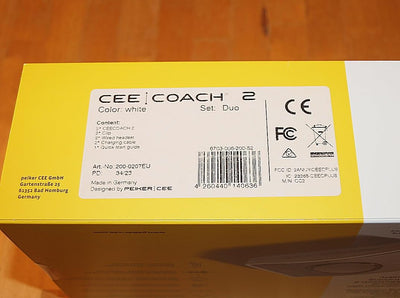 CEE|COACH™ 2
Color: white Set: Duo
Content:
2* CEECOACH 2
2* Clip
2* Wired headset
2* Charging cable
1* Quick start guide
Art. No.: 200-0207EU
PD: 34/23
Made in Germany
Designed by PEIKER|CEE
4 260440 140636
CE
FC
peiker CEE GmbH
Gartenstraße 25
61352 Bad Homburg
Germany